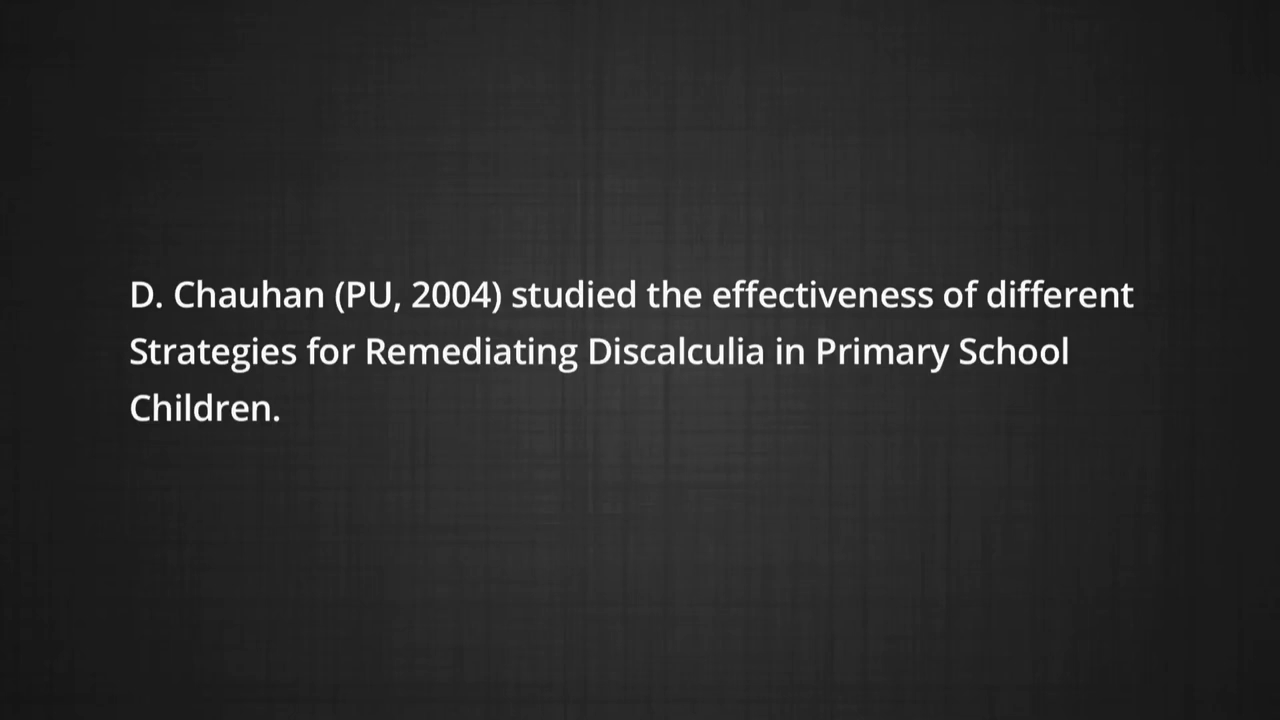 D. Chauhan (PU, 2004) studied the effectiveness of different
Strategies for Remediating Discalculia in Primary School
Children.